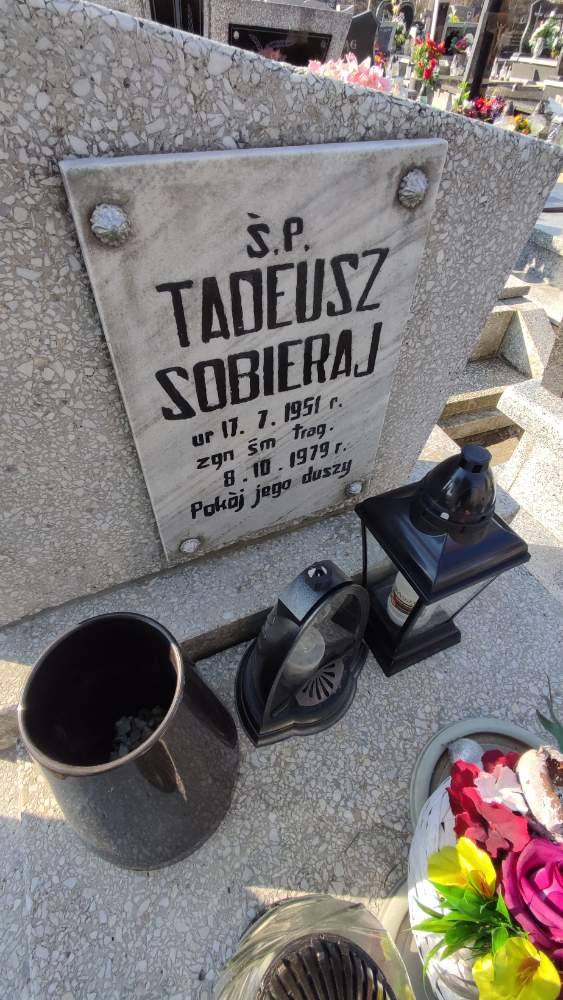 Ṡ.P.
TADEUSZ
SOBIERAJ
ur 17. 7. 1951 r.
zgn śm trag.
8.10.1979 r.
Pokój jego duszy